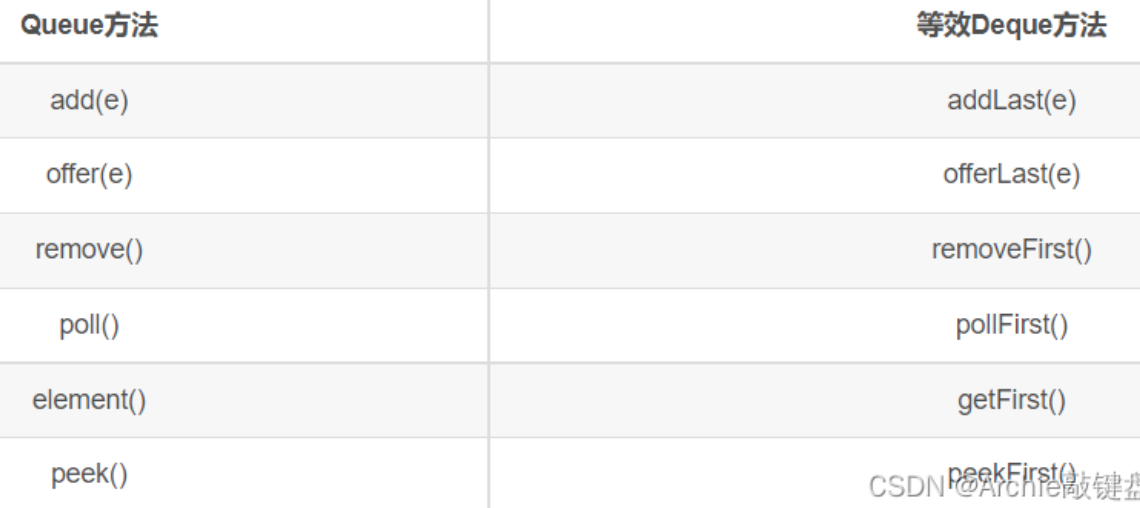 Queue方法 等效Deque方法
add(e) addLast(e)
offer(e) offerLast(e)
remove() removeFirst()
poll() pollFirst()
element() getFirst()
peek() peekFirst()
CSDN @Archie敲键盘